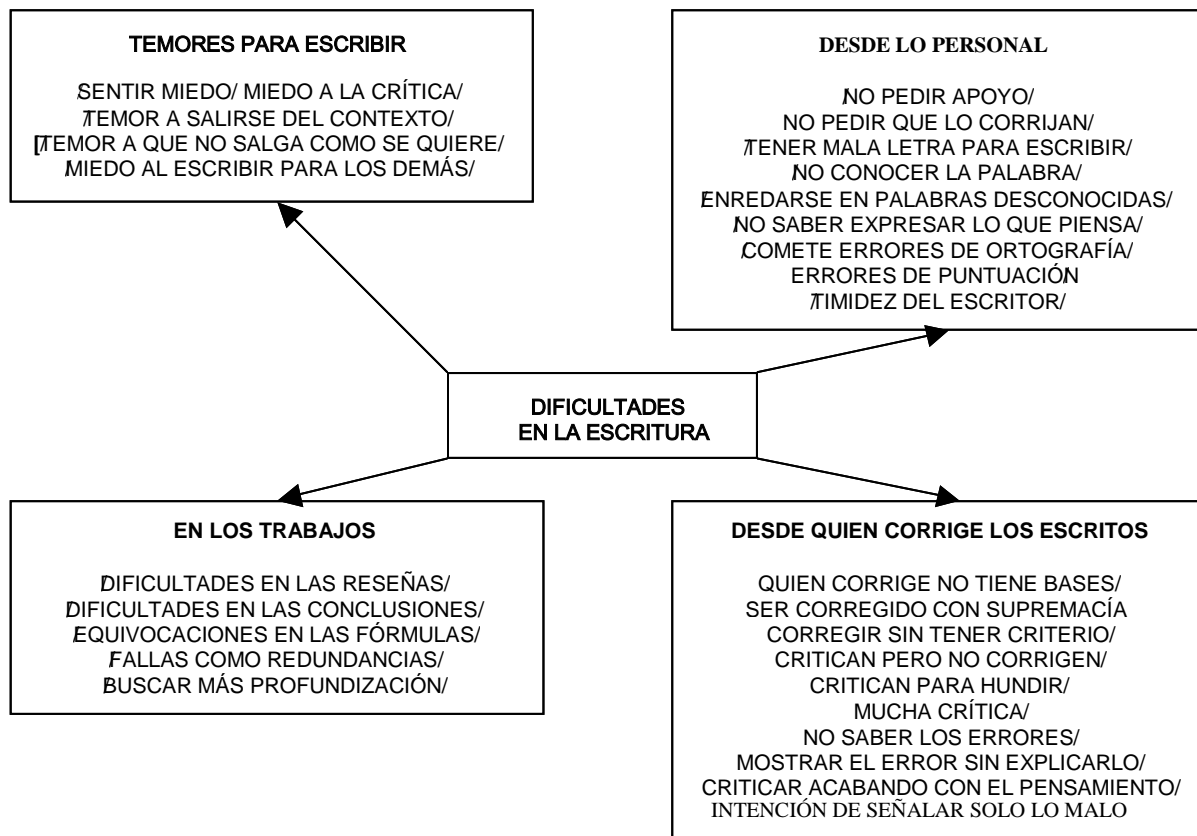 TEMORES PARA ESCRIBIR
/SENTIR MIEDO/ MIEDO A LA CRÍTICA/
/TEMOR A SALIRSE DEL CONTEXTO/
[/TEMOR A QUE NO SALGA COMO SE QUIERE/
/MIEDO AL ESCRIBIR PARA LOS DEMÁS/
DESDE LO PERSONAL
/NO PEDIR APOYO/
NO PEDIR QUE LO CORRIJAN/
/TENER MALA LETRA PARA ESCRIBIR/
/NO CONOCER LA PALABRA/
/ENREDARSE EN PALABRAS DESCONOCIDAS/
/NO SABER EXPRESAR LO QUE PIENSA/
/COMETE ERRORES DE ORTOGRAFÍA/
ERRORES DE PUNTUACIÓN/
/TIMIDEZ DEL ESCRITOR/
DIFICULTADES
EN LA ESCRITURA
EN LOS TRABAJOS
/DIFICULTADES EN LAS RESEÑAS/
/DIFICULTADES EN LAS CONCLUSIONES/
/EQUIVOCACIONES EN LAS FÓRMULAS/
/FALLAS COMO REDUNDANCIAS/
/BUSCAR MÁS PROFUNDIZACIÓN/
DESDE QUIEN CORRIGE LOS ESCRITOS
QUIEN CORRIGE NO TIENE BASES/
SER CORREGIDO CON SUPREMACÍA
CORREGIR SIN TENER CRITERIO/
CRITICAN PERO NO CORRIGEN/
CRITICAN PARA HUNDIR/
MUCHA CRÍTICA/
NO SABER LOS ERRORES/
MOSTRAR EL ERROR SIN EXPLICARLO/
CRITICAR ACABANDO CON EL PENSAMIENTO/
INTENCIÓN DE SEÑALAR SOLO LO MALO